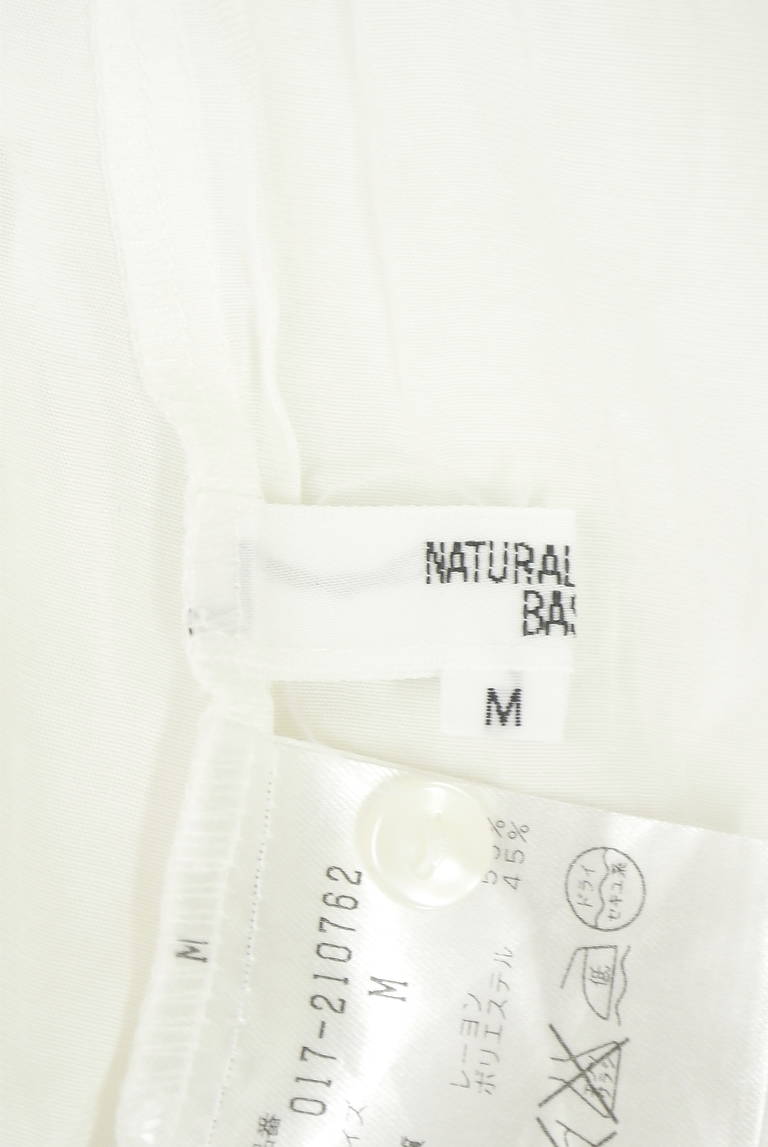 NATURAL
BAS
M
M
017-210762
M
レーヨン
ポリエステル 45%
ドライ
セキユ系
低